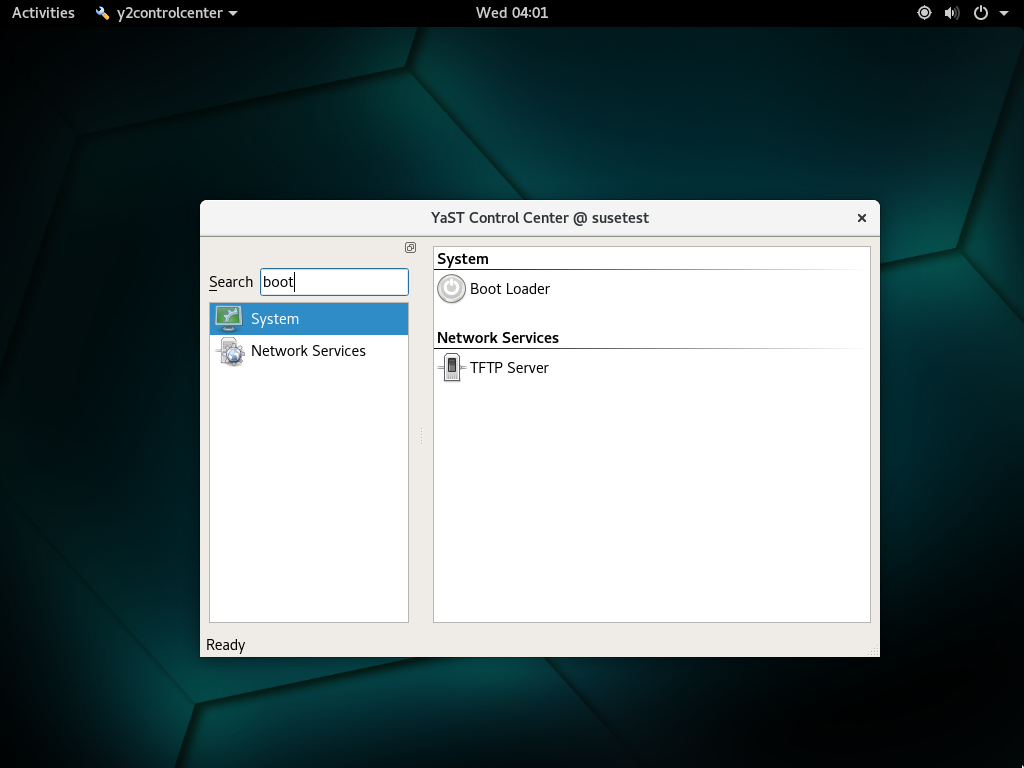 Activities y2controlcenter Wed 04:01
YaST Control Center @ susetest
Search boot
System
Network Services
System
Boot Loader
Network Services
TFTP Server
Ready